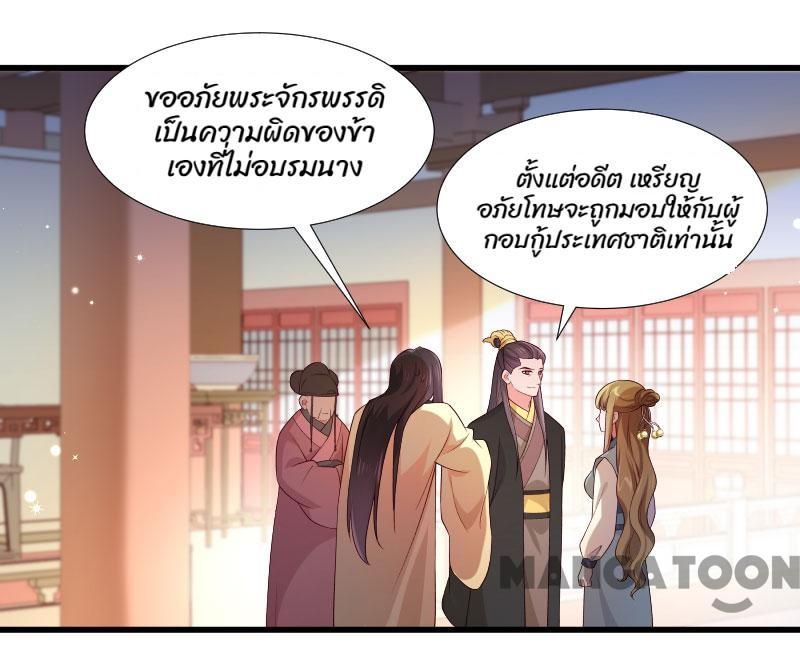 ขออภัยพระจักรพรรดิ
เป็นความผิดของข้า
เองที่ไม่อบรมนาง
ตั้งแต่อดีต เหรียญ
อภัยโทษจะถูกมอบให้กับผู้
กอบกู้ประเทศชาติเท่านั้น
MANGATOON